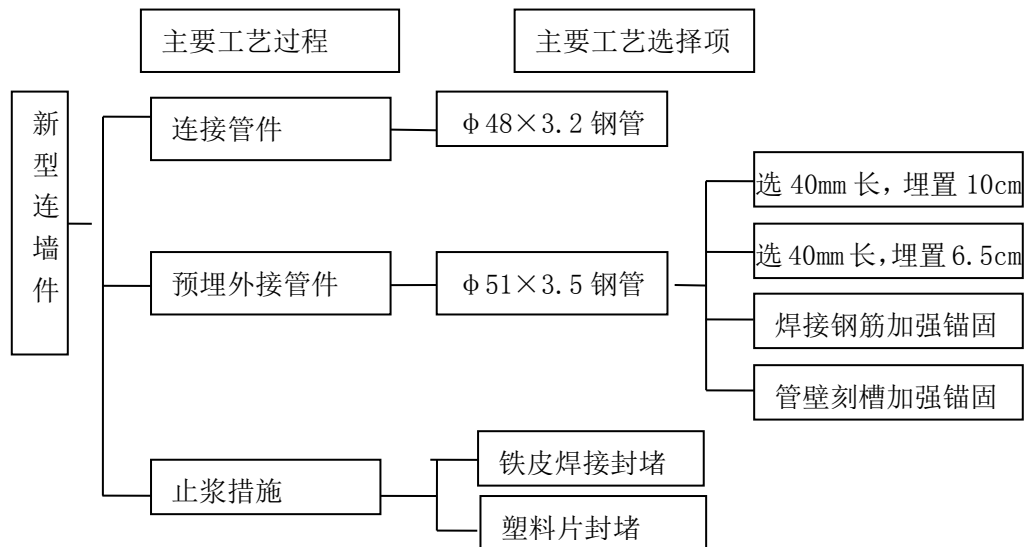 主要工艺过程
主要工艺选择项
新型连墙件
连接管件
φ48×3.2 钢管
选 40mm 长，埋置 10cm
选 40mm 长，埋置 6.5cm
预埋外接管件
φ51×3.5 钢管
焊接钢筋加强锚固
管壁刻槽加强锚固
铁皮焊接封堵
止浆措施
塑料片封堵